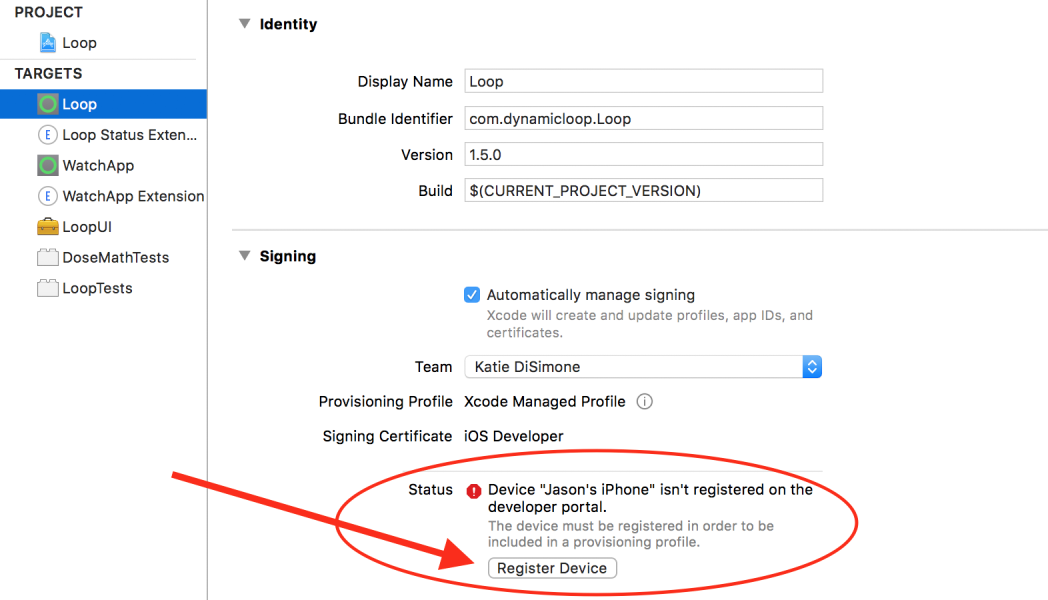 PROJECT
Loop
TARGETS
Loop
Loop Status Exten...
WatchApp
E WatchApp Extension
LoopUI
DoseMathTests
LoopTests
Identity
Display Name Loop
Bundle Identifier com.dynamicloop.Loop
Version 1.5.0
Build $(CURRENT_PROJECT_VERSION)
Signing
Automatically manage signing
Xcode will create and update profiles, app IDs, and
certificates.
Team Katie DiSimone
Provisioning Profile Xcode Managed Profile
Signing Certificate iOS Developer
Status Device "Jason's iPhone" isn't registered on the
developer portal.
The device must be registered in order to be
included in a provisioning profile.
Register Device